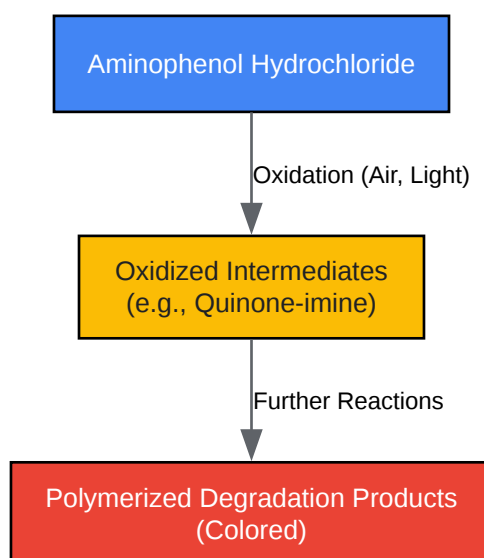 Aminophenol Hydrochloride
Oxidation (Air, Light)
Oxidized Intermediates
(e.g., Quinone-imine)
Further Reactions
Polymerized Degradation Products
(Colored)